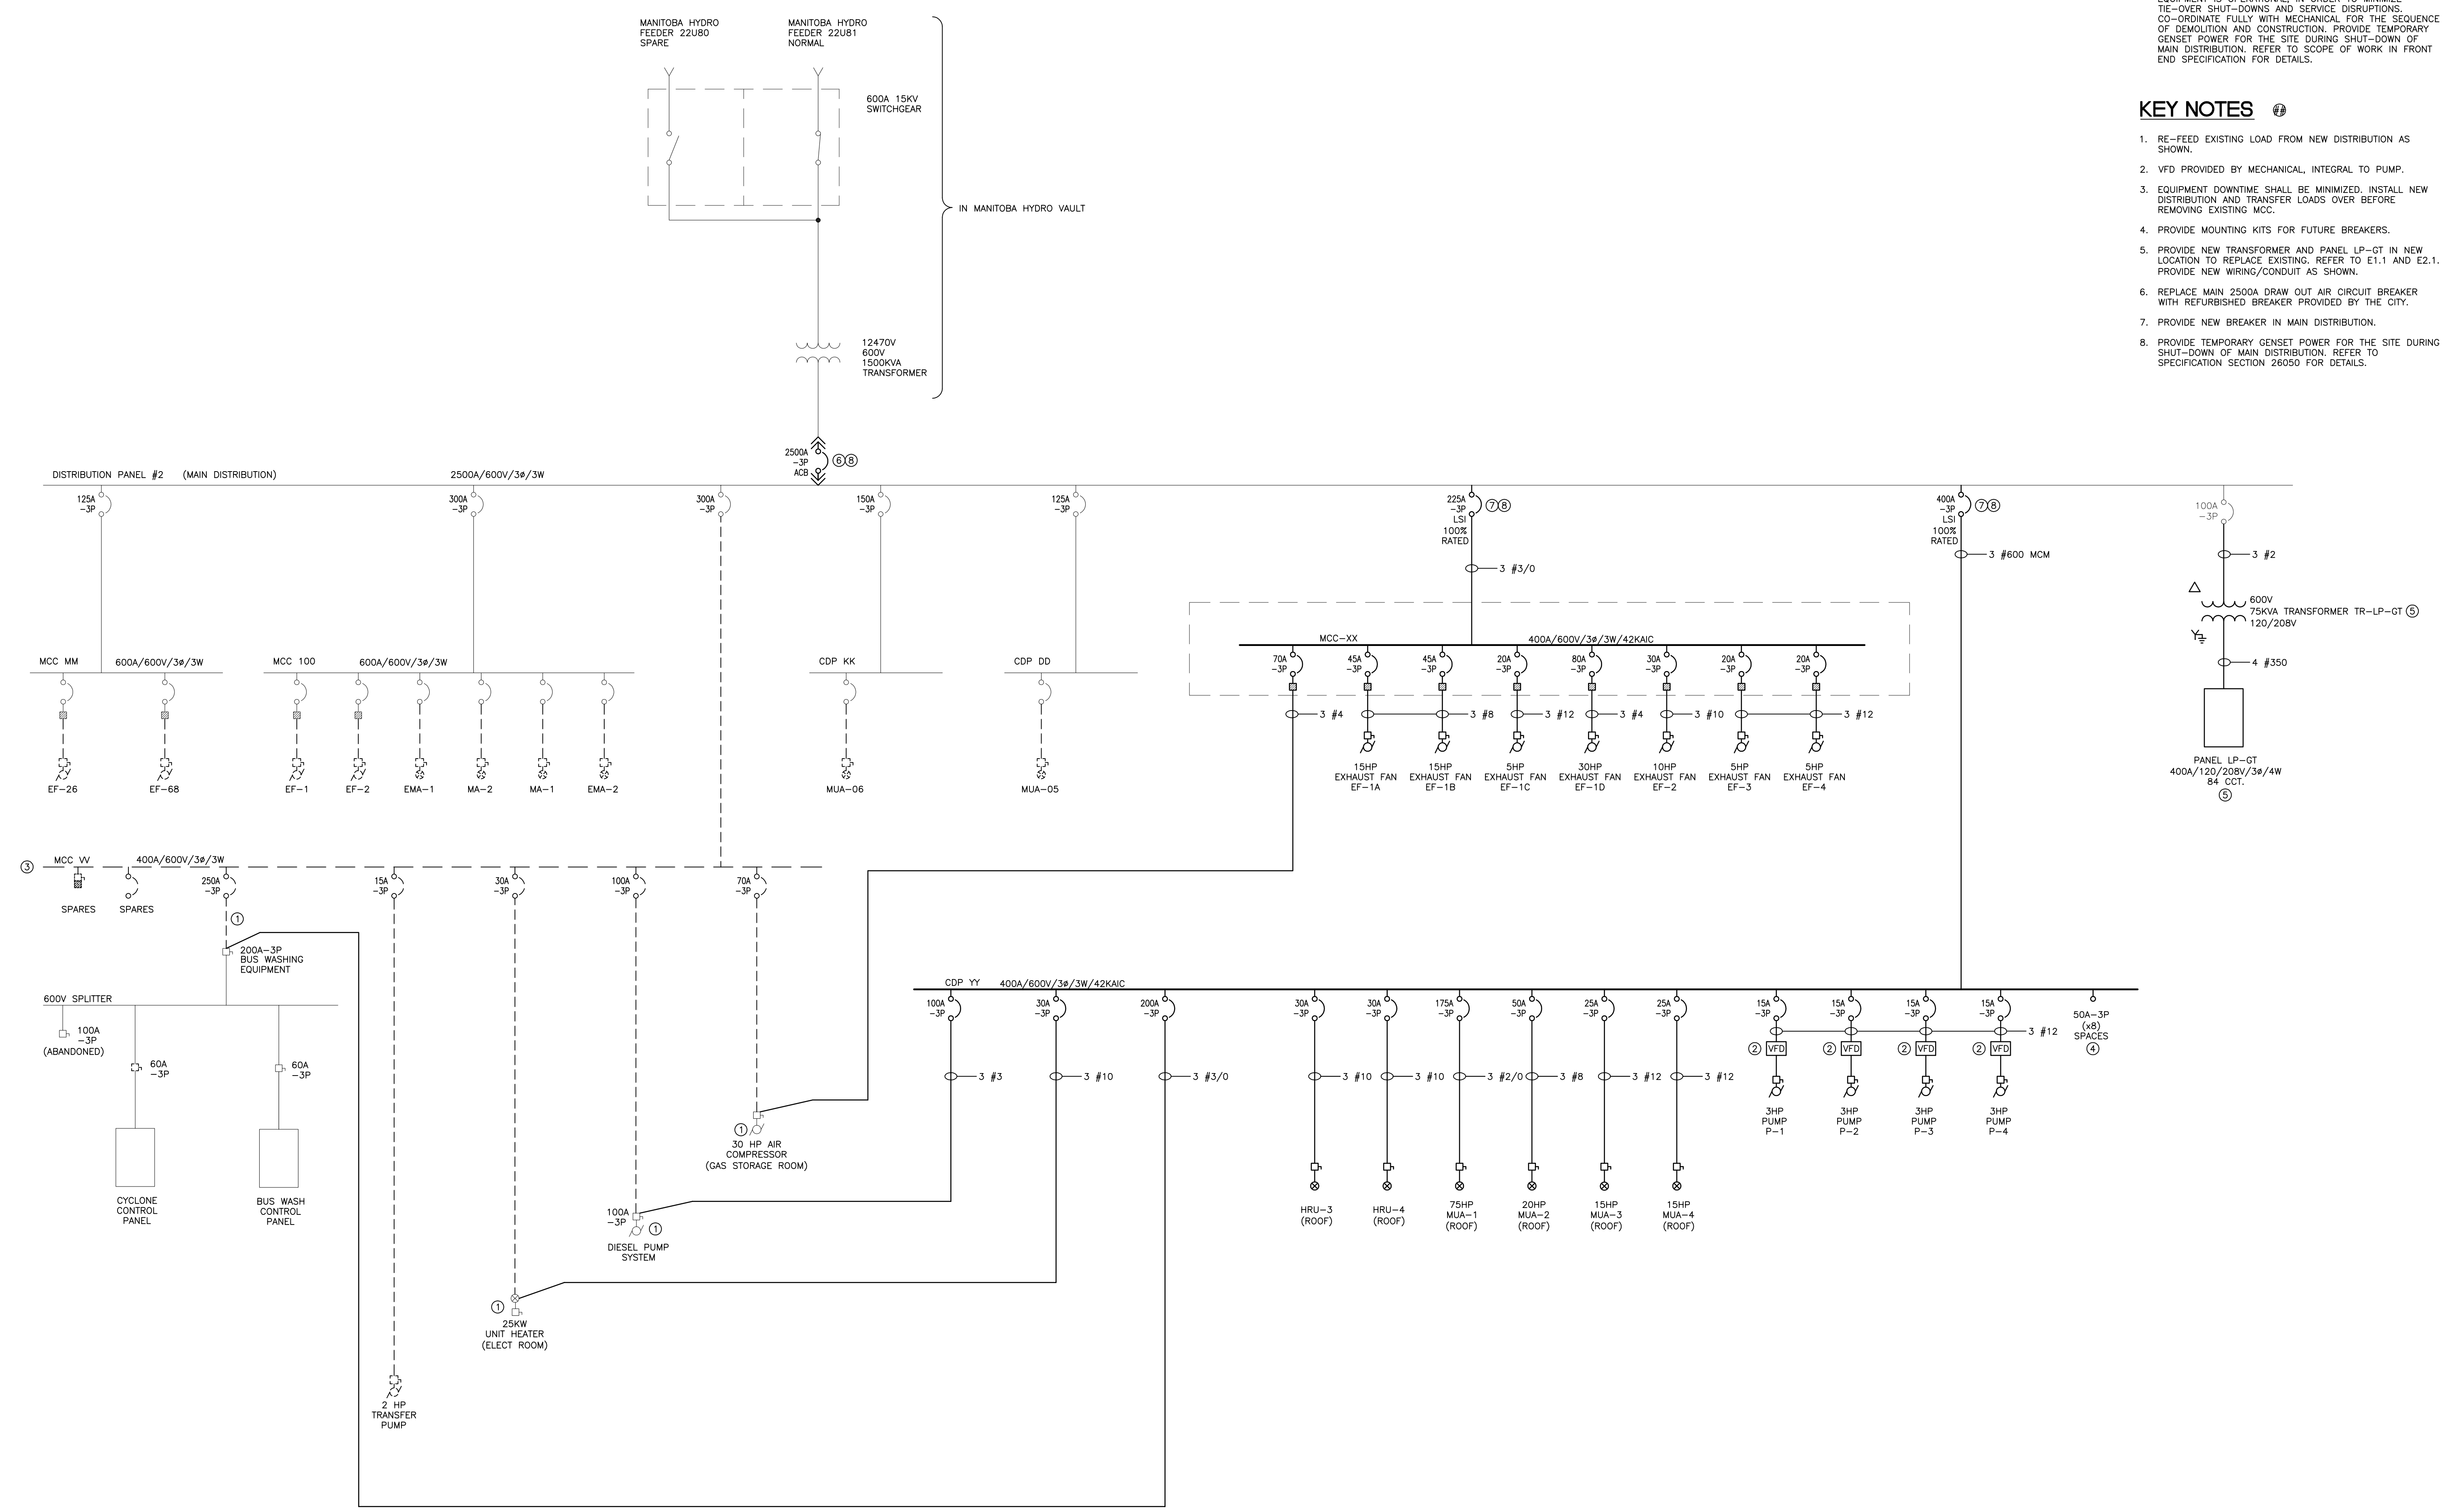 EQUIPMENT IS OPERATIONAL, IN ORDER TO MINIMIZE
TIE-OVER SHUT-DOWNS AND SERVICE DISRUPTIONS.
CO-ORDINATE FULLY WITH MECHANICAL FOR THE SEQUENCE
OF DEMOLITION AND CONSTRUCTION. PROVIDE TEMPORARY
GENSET POWER FOR THE SITE DURING SHUT-DOWN OF
MAIN DISTRIBUTION. REFER TO SCOPE OF WORK IN FRONT
END SPECIFICATION FOR DETAILS.
KEY NOTES ##
1. RE-FEED EXISTING LOAD FROM NEW DISTRIBUTION AS
SHOWN.
2. VFD PROVIDED BY MECHANICAL, INTEGRAL TO PUMP.
3. EQUIPMENT DOWNTIME SHALL BE MINIMIZED. INSTALL NEW
DISTRIBUTION AND TRANSFER LOADS OVER BEFORE
REMOVING EXISTING MCC.
4. PROVIDE MOUNTING KITS FOR FUTURE BREAKERS.
5. PROVIDE NEW TRANSFORMER AND PANEL LP-GT IN NEW
LOCATION TO REPLACE EXISTING. REFER TO E1.1 AND E2.1.
PROVIDE NEW WIRING/CONDUIT AS SHOWN.
6. REPLACE MAIN 2500A DRAW OUT AIR CIRCUIT BREAKER
WITH REFURBISHED BREAKER PROVIDED BY THE CITY.
7. PROVIDE NEW BREAKER IN MAIN DISTRIBUTION.
8. PROVIDE TEMPORARY GENSET POWER FOR THE SITE DURING
SHUT-DOWN OF MAIN DISTRIBUTION. REFER TO
SPECIFICATION SECTION 26050 FOR DETAILS.
MANITOBA HYDRO
FEEDER 22U80
SPARE
MANITOBA HYDRO
FEEDER 22U81
NORMAL
600A 15KV
SWITCHGEAR
IN MANITOBA HYDRO VAULT
12470V
600V
1500KVA
TRANSFORMER
2500A
-3P
ACB
6 8
DISTRIBUTION PANEL #2 (MAIN DISTRIBUTION)
2500A/600V/3ø/3W
125A
-3P
300A
-3P
300A
-3P
150A
-3P
125A
-3P
225A
-3P
LSI
100%
RATED
7 8
3 #3/0
400A
-3P
LSI
100%
RATED
7 8
3 #600 MCM
100A
-3P
3 #2
600V
75KVA TRANSFORMER TR-LP-GT 5
120/208V
Y
4 #350
PANEL LP-GT
400A/120/208V/3ø/4W
84 CCT.
5
MCC MM
600A/600V/3ø/3W
EF-26
EF-68
MCC 100
600A/600V/3ø/3W
EF-1
EF-2
EMA-1
MA-2
MA-1
EMA-2
CDP KK
MUA-06
CDP DD
MUA-05
MCC-XX
400A/600V/3ø/3W/42KAIC
70A
-3P
45A
-3P
45A
-3P
20A
-3P
80A
-3P
30A
-3P
20A
-3P
20A
-3P
3 #4
3 #8
3 #12
3 #4
3 #10
3 #12
15HP
EXHAUST FAN
EF-1A
15HP
EXHAUST FAN
EF-1B
5HP
EXHAUST FAN
EF-1C
30HP
EXHAUST FAN
EF-1D
10HP
EXHAUST FAN
EF-2
5HP
EXHAUST FAN
EF-3
5HP
EXHAUST FAN
EF-4
3
MCC VV
400A/600V/3ø/3W
SPARES
SPARES
250A
-3P
15A
-3P
30A
-3P
100A
-3P
70A
-3P
1
200A-3P
BUS WASHING
EQUIPMENT
600V SPLITTER
100A
-3P
(ABANDONED)
60A
-3P
60A
-3P
CYCLONE
CONTROL
PANEL
BUS WASH
CONTROL
PANEL
2 HP
TRANSFER
PUMP
1
25KW
UNIT HEATER
(ELECT ROOM)
100A
-3P
1
DIESEL PUMP
SYSTEM
1
30 HP AIR
COMPRESSOR
(GAS STORAGE ROOM)
CDP YY
400A/600V/3ø/3W/42KAIC
100A
-3P
30A
-3P
200A
-3P
30A
-3P
30A
-3P
175A
-3P
50A
-3P
25A
-3P
25A
-3P
15A
-3P
15A
-3P
15A
-3P
15A
-3P
3 #12
50A-3P
(x8)
SPACES
4
2 VFD
2 VFD
2 VFD
2 VFD
3 #3
3 #10
3 #3/0
3 #10
3 #10
3 #2/0
3 #8
3 #12
3 #12
3HP
PUMP
P-1
3HP
PUMP
P-2
3HP
PUMP
P-3
3HP
PUMP
P-4
HRU-3
(ROOF)
HRU-4
(ROOF)
75HP
MUA-1
(ROOF)
20HP
MUA-2
(ROOF)
15HP
MUA-3
(ROOF)
15HP
MUA-4
(ROOF)